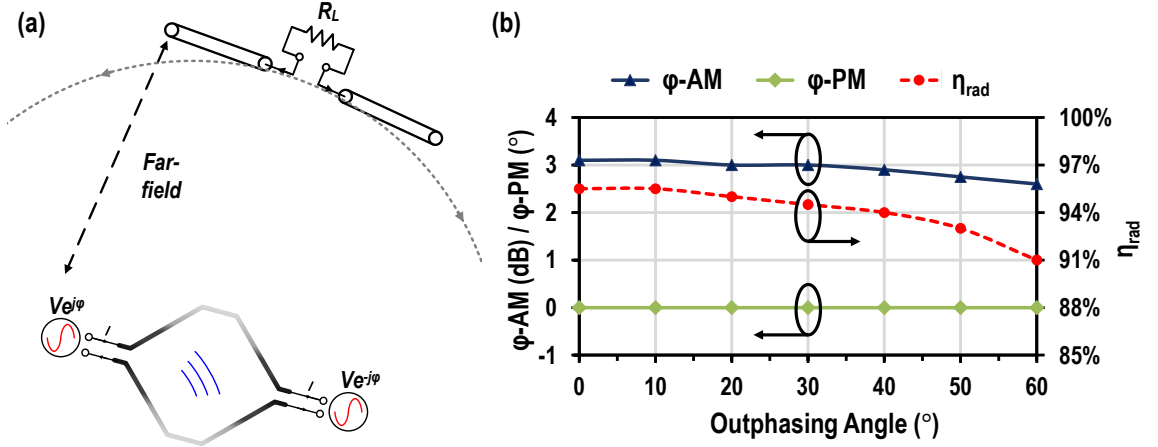 (a)
R_L
Far-
field
Ve^{jφ}
I
I
Ve^{-jφ}
(b)
φ-AM
φ-PM
η_rad
φ-AM (dB) / φ-PM (°)
4
3
2
1
0
-1
100%
97%
94%
91%
88%
85%
η_rad
0 10 20 30 40 50 60
Outphasing Angle (°)